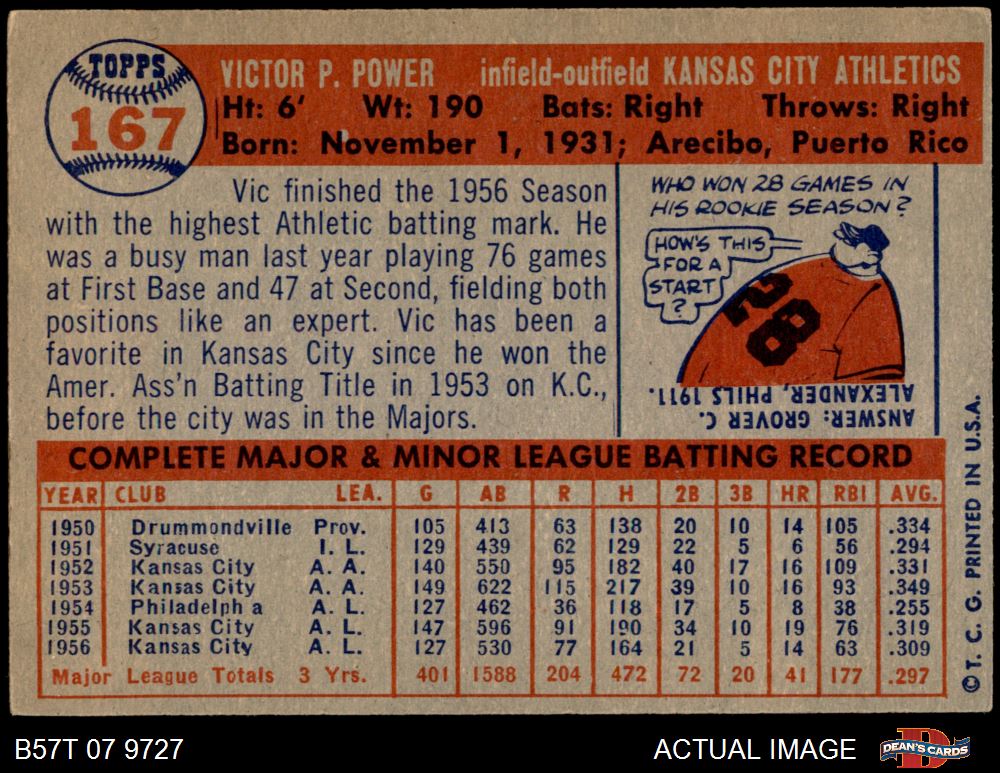 TOPPS
167
VICTOR P. POWER infield-outfield KANSAS CITY ATHLETICS
Ht: 6' Wt: 190 Bats: Right Throws: Right
Born: November 1, 1931; Arecibo, Puerto Rico
Vic finished the 1956 Season
with the highest Athletic batting mark. He
was a busy man last year playing 76 games
at First Base and 47 at Second, fielding both
positions like an expert. Vic has been a
favorite in Kansas City since he won the
Amer. Ass'n Batting Title in 1953 on K.C.,
before the city was in the Majors.
WHO WON 28 GAMES IN
HIS ROOKIE SEASON?
HOW'S THIS
FOR A
START
?
28
ANSWER: GROVER C.
ALEXANDER, PHILS 1911.
COMPLETE MAJOR & MINOR LEAGUE BATTING RECORD
YEAR CLUB LEA. G AB R H 2B 3B HR RBI AVG.
1950 Drummondville Prov. 105 413 63 138 20 10 14 105 .334
1951 Syracuse I. L. 129 439 62 129 22 5 6 56 .294
1952 Kansas City A. A. 140 550 95 182 40 17 16 109 .331
1953 Kansas City A. A. 149 622 115 217 39 10 16 93 .349
1954 Philadelph a A. L. 127 462 36 118 17 5 8 38 .255
1955 Kansas City A. L. 147 596 91 190 34 10 19 76 .319
1956 Kansas City A. L. 127 530 77 164 21 5 14 63 .309
Major League Totals 3 Yrs. 401 1588 204 472 72 20 41 177 .297
© T. C. G. PRINTED IN U.S.A.
B57T 07 9727
ACTUAL IMAGE
DEAN'S CARDS